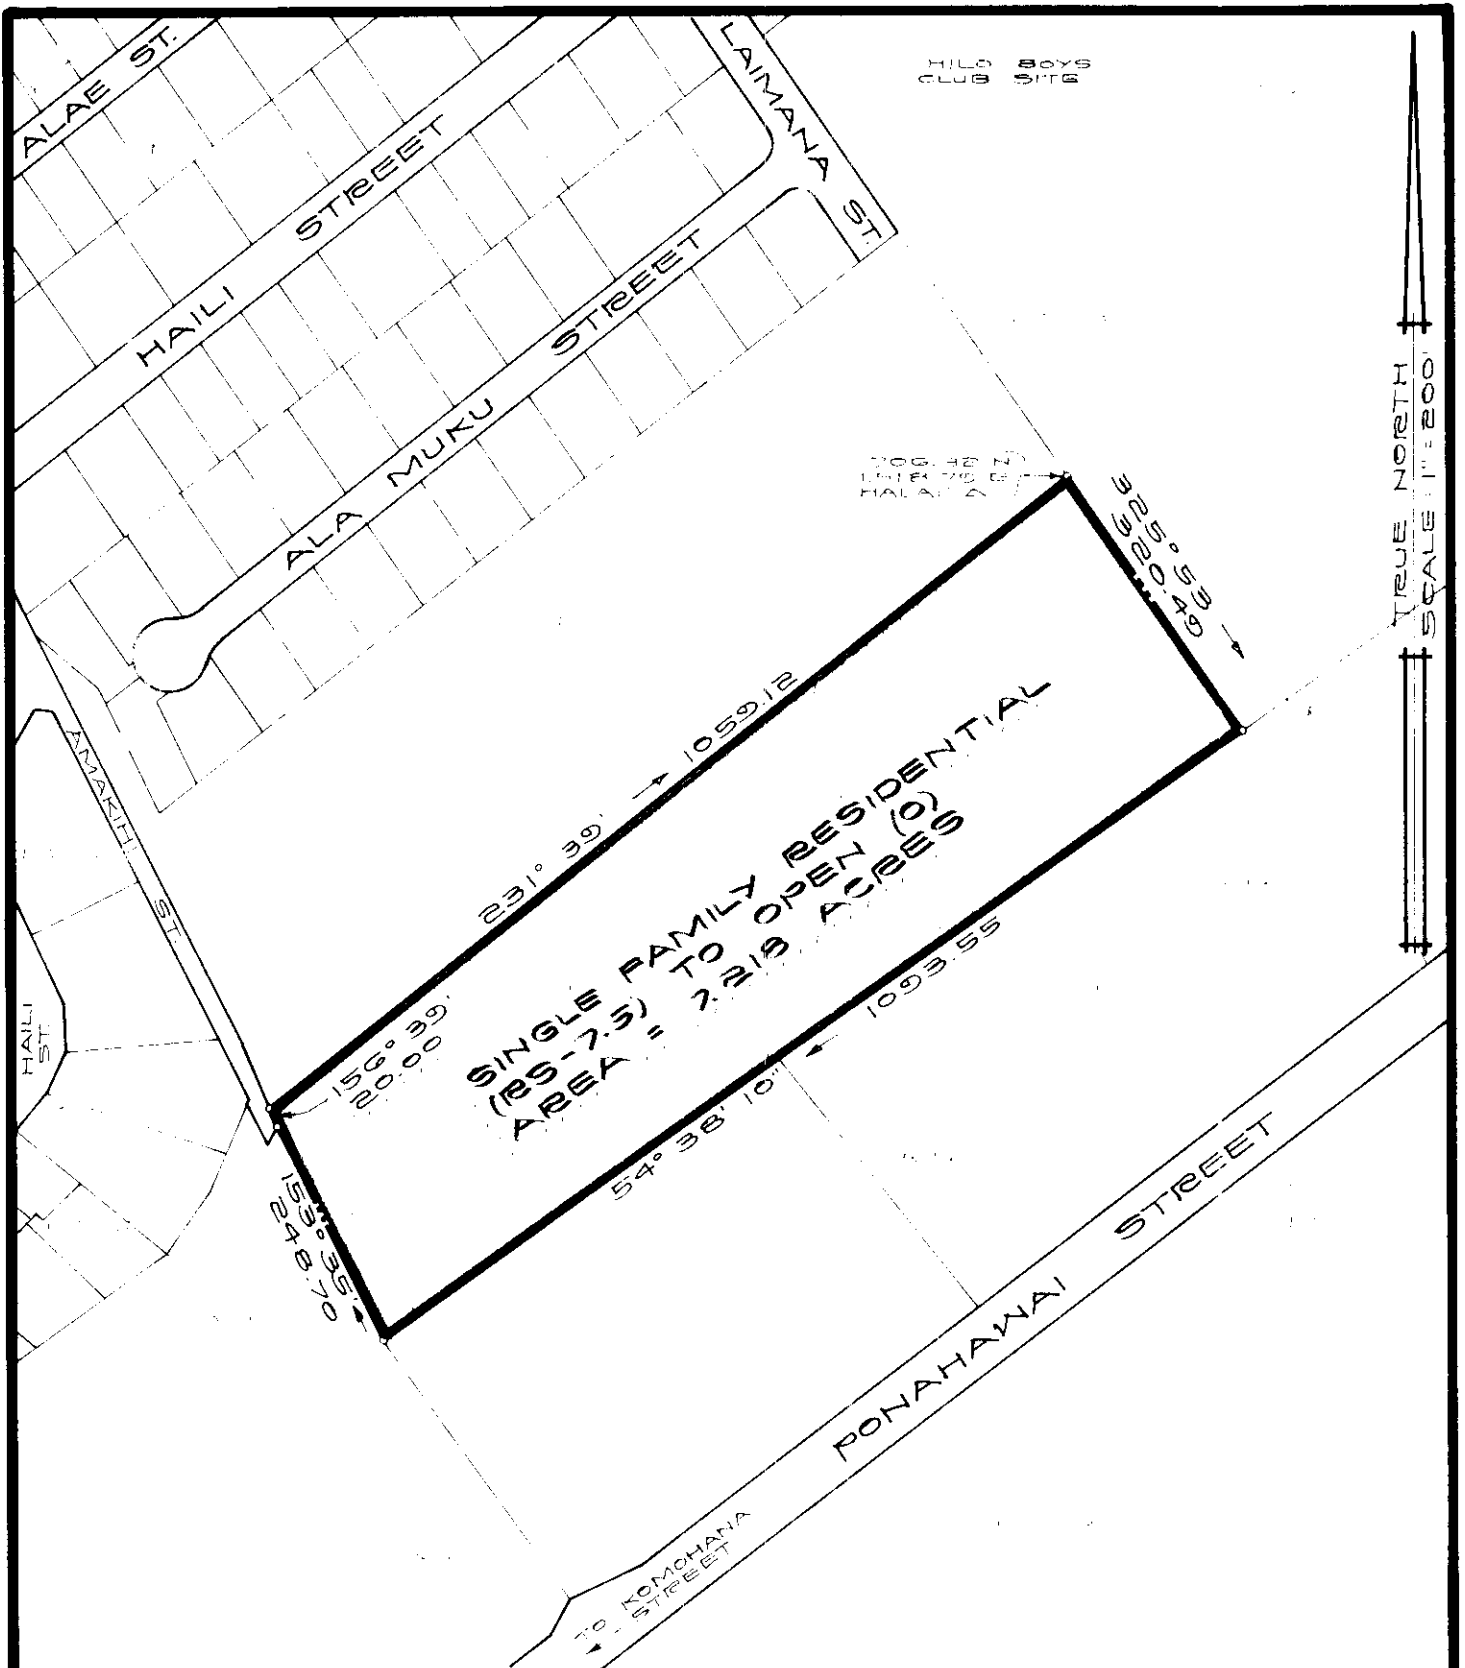 ALAE ST.
HAILI STREET
LAIMANA ST.
HILO BOYS
CLUB SITE
ALA MUKU STREET
TRUE NORTH
SCALE: 1" = 200'
706.42 N
HALAI
325° 53'
320.49
231° 39' 1059.12
AMAKIHI ST.
HAILI
ST.
156° 39'
20.00
SINGLE FAMILY RESIDENTIAL
(RS-7.5) TO OPEN (O)
AREA = 7.218 ACRES
54° 38' 10" 1093.55
153° 35'
248.70
PONAHAWAI STREET
TO KOMOHANA
STREET